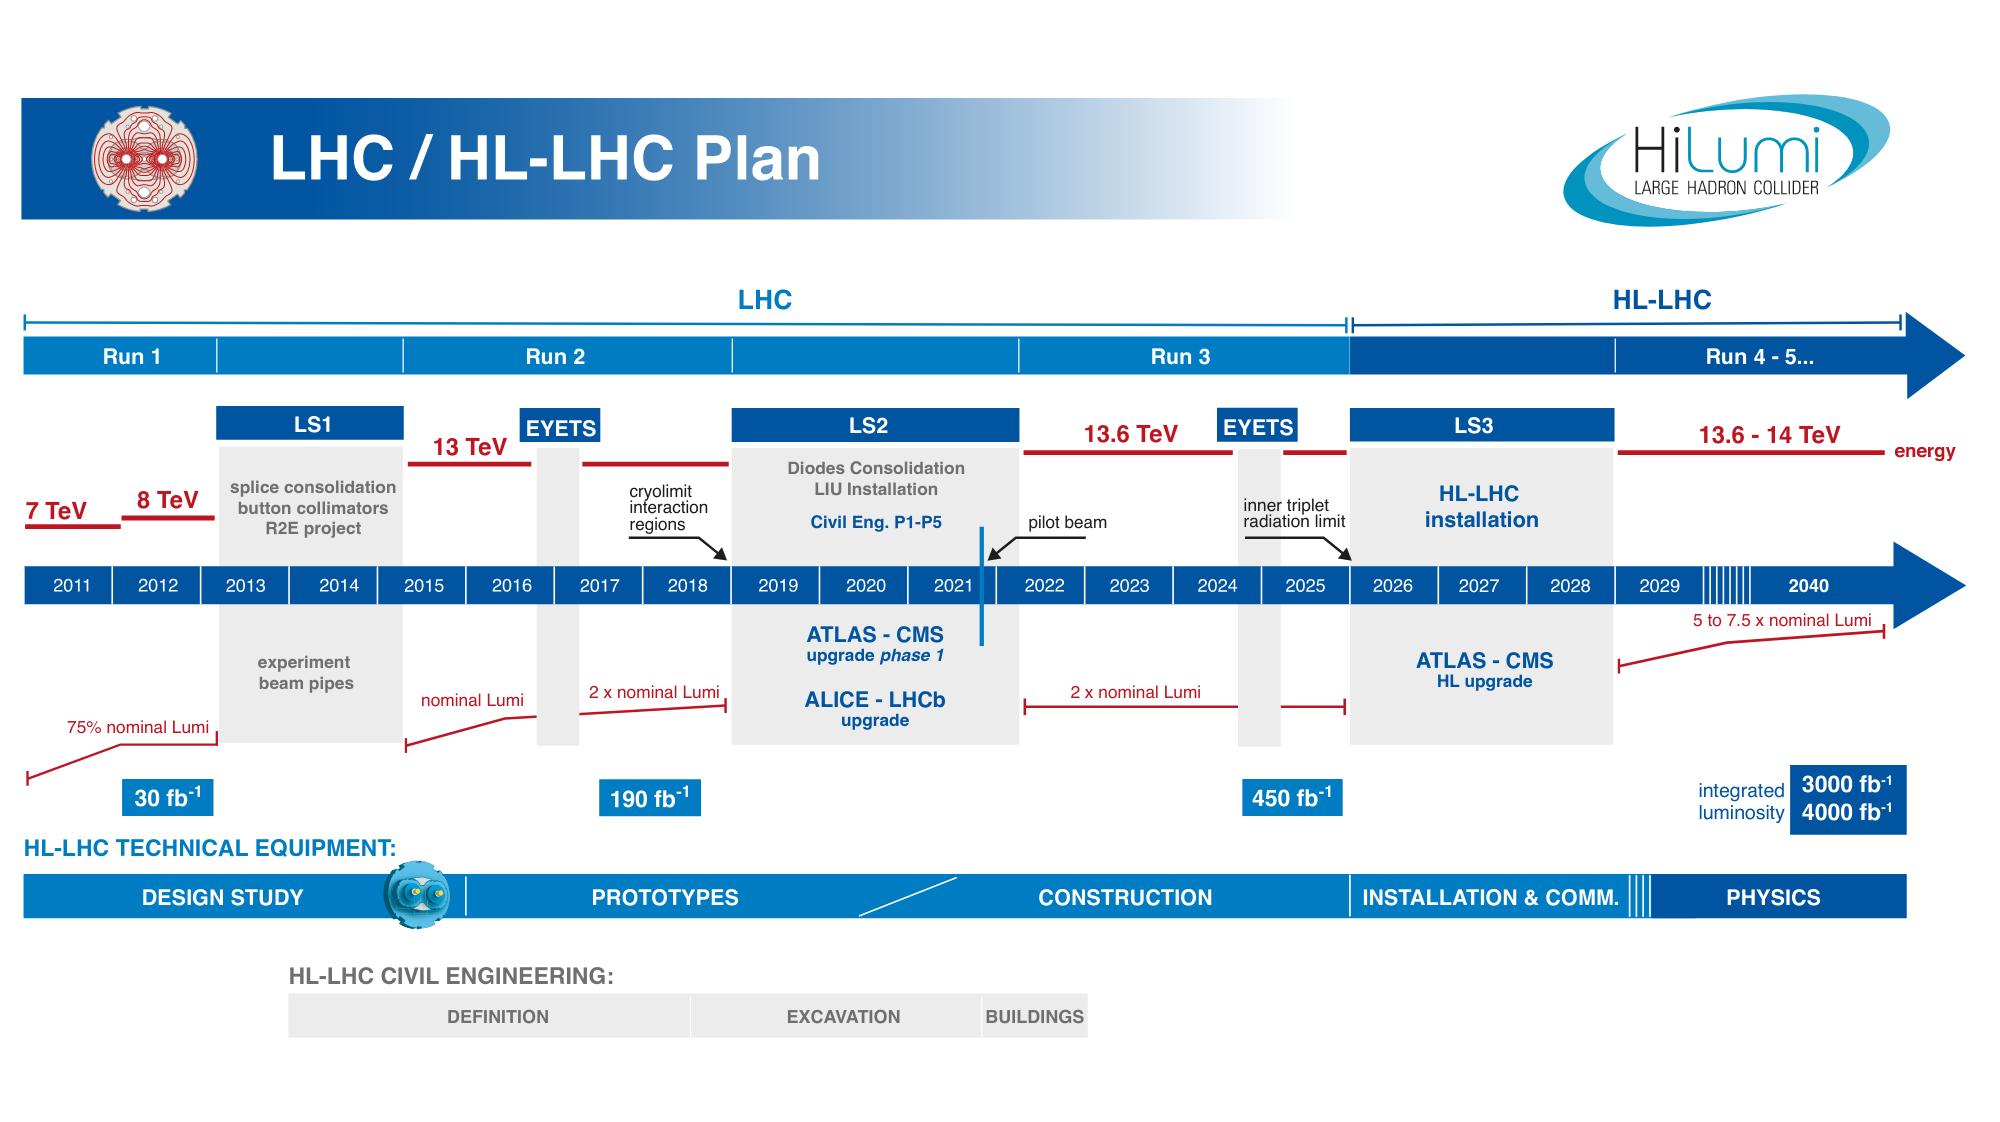 LHC / HL-LHC Plan
HiLumi
LARGE HADRON COLLIDER
LHC
HL-LHC
Run 1
Run 2
Run 3
Run 4 - 5...
LS1
EYETS
LS2
EYETS
LS3
13 TeV
13.6 TeV
13.6 - 14 TeV
energy
7 TeV
8 TeV
splice consolidation
button collimators
R2E project
cryolimit
interaction
regions
Diodes Consolidation
LIU Installation
Civil Eng. P1-P5
pilot beam
inner triplet
radiation limit
HL-LHC
installation
2011 2012 2013 2014 2015 2016 2017 2018 2019 2020 2021 2022 2023 2024 2025 2026 2027 2028 2029 2040
experiment
beam pipes
ATLAS - CMS
upgrade phase 1
ALICE - LHCb
upgrade
ATLAS - CMS
HL upgrade
5 to 7.5 x nominal Lumi
75% nominal Lumi
nominal Lumi
2 x nominal Lumi
2 x nominal Lumi
30 fb-1
190 fb-1
450 fb-1
integrated
luminosity
3000 fb-1
4000 fb-1
HL-LHC TECHNICAL EQUIPMENT:
DESIGN STUDY
PROTOTYPES
CONSTRUCTION
INSTALLATION & COMM.
PHYSICS
HL-LHC CIVIL ENGINEERING:
DEFINITION
EXCAVATION
BUILDINGS